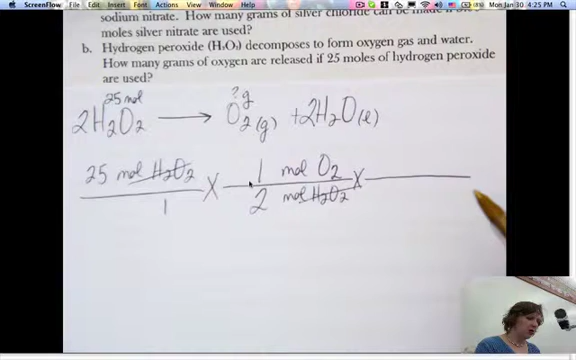 ScreenFlow File Edit Insert Font Actions View Window Help Mon Jan 30 4:25 PM
sodium nitrate. How many grams of silver chloride can be made if
moles silver nitrate are used?
b. Hydrogen peroxide (H₂O₂) decomposes to form oxygen gas and water.
How many grams of oxygen are released if 25 moles of hydrogen peroxide
are used?
25 mol ? g
2H₂O₂ → O₂(g) + 2H₂O(l)
25 mol H₂O₂ X 1 mol O₂ X
1 2 mol H₂O₂